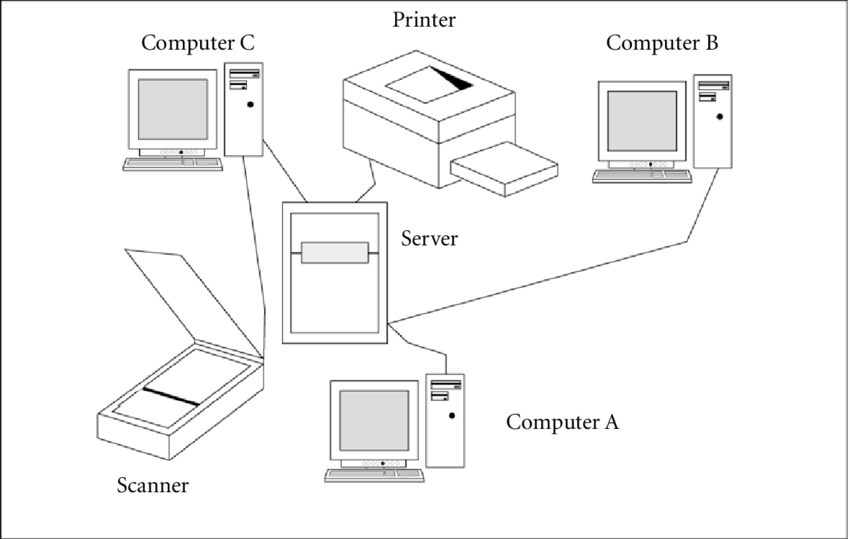 Printer
Computer C
Computer B
Server
Computer A
Scanner